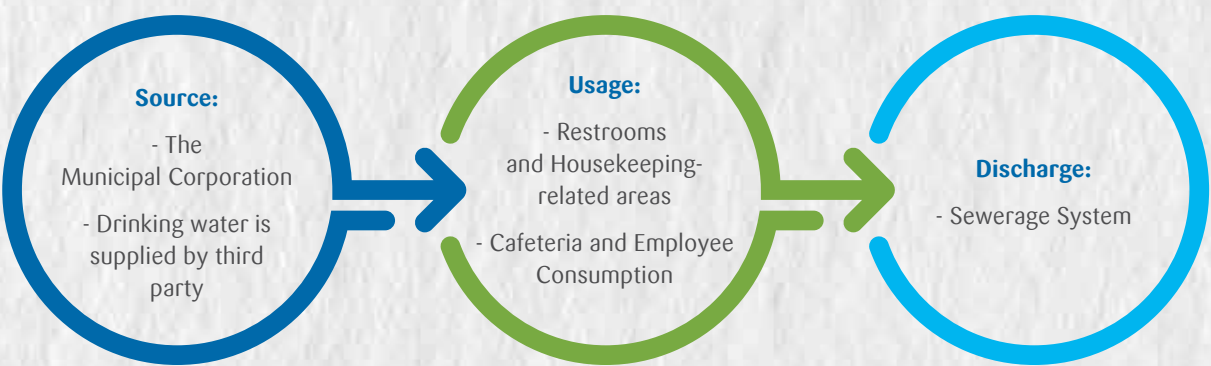 Source:
- The
Municipal Corporation
- Drinking water is
supplied by third
party
Usage:
- Restrooms
and Housekeeping-
related areas
- Cafeteria and Employee
Consumption
Discharge:
- Sewerage System